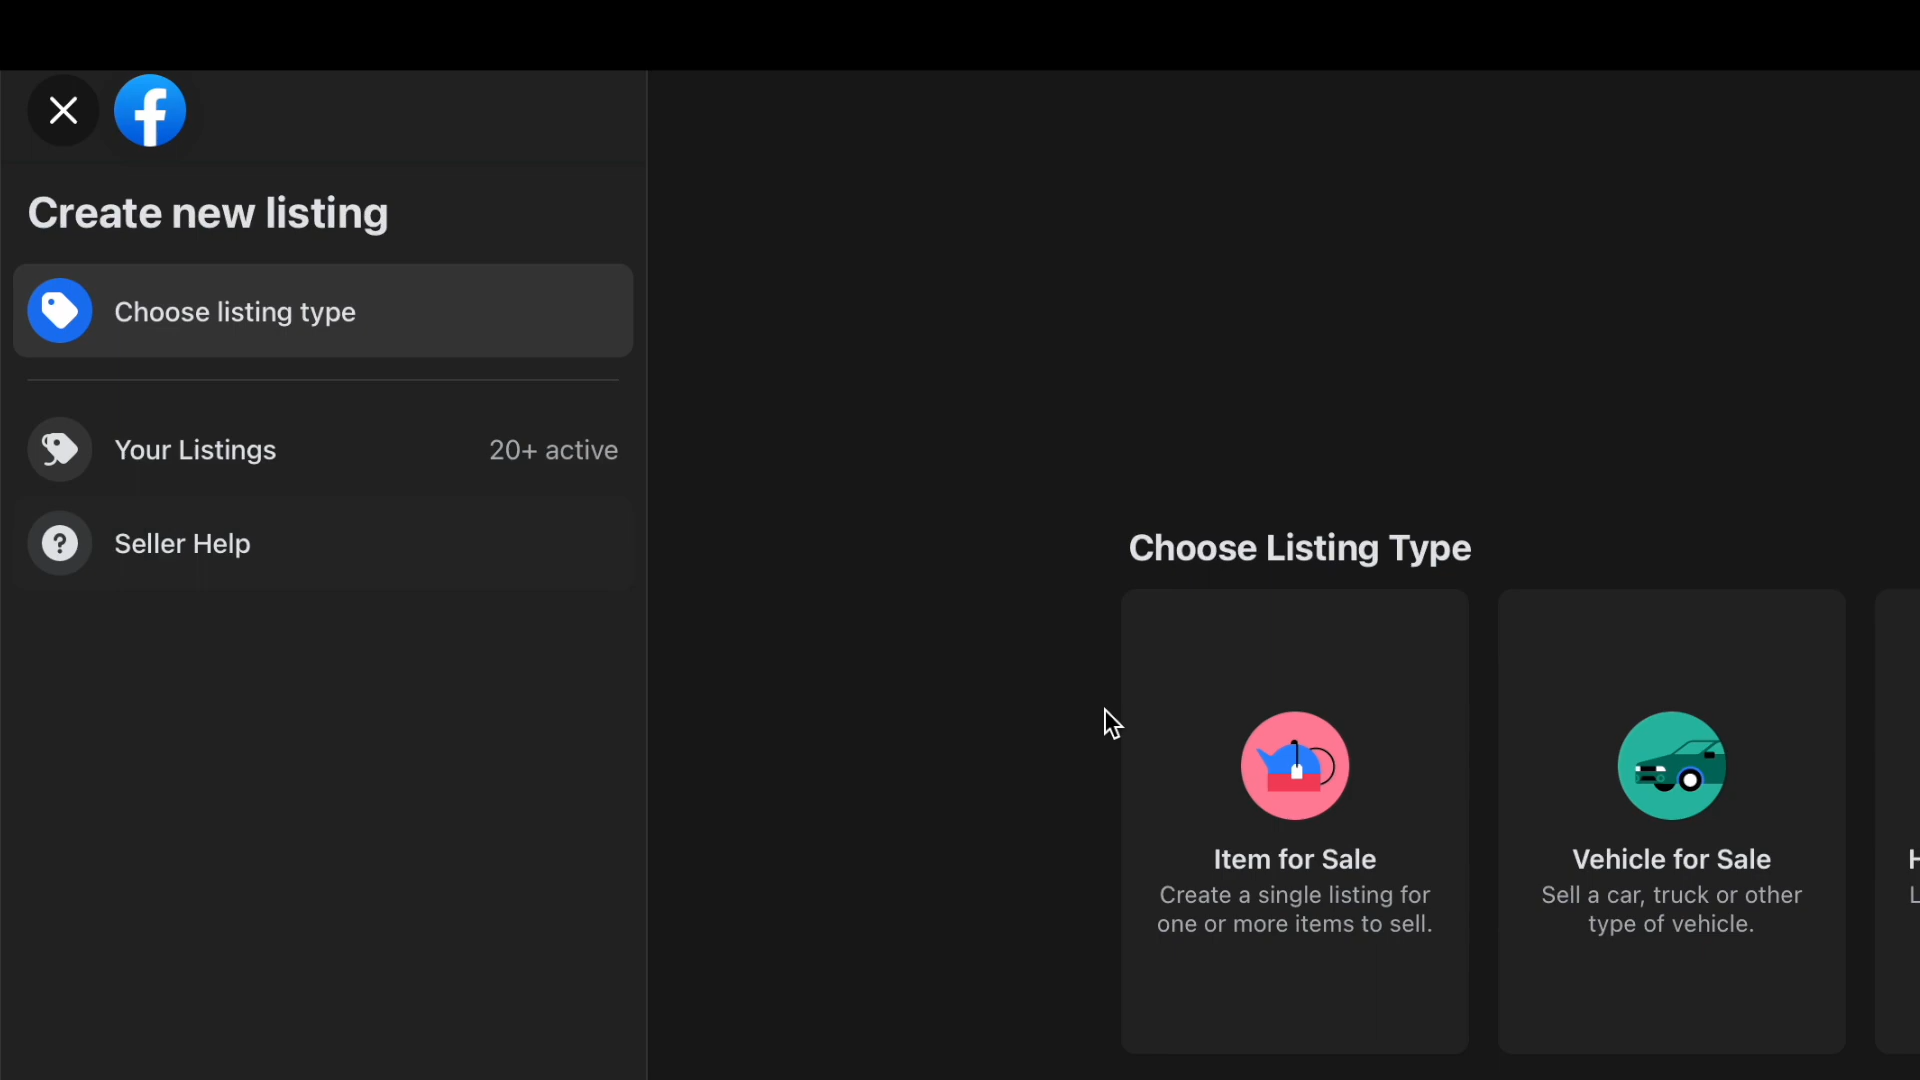 Create new listing
Choose listing type
Your Listings 20+ active
Seller Help
Choose Listing Type
Item for Sale
Create a single listing for
one or more items to sell.
Vehicle for Sale
Sell a car, truck or other
type of vehicle.